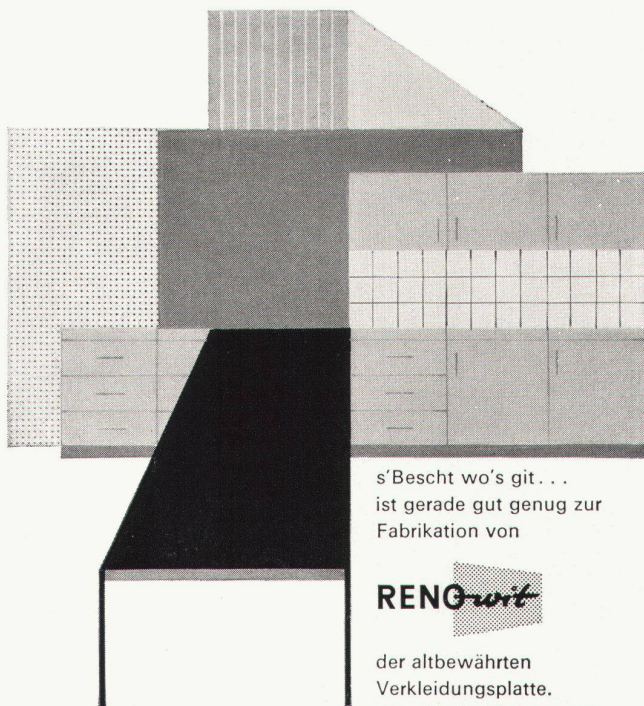 s'Bescht wo's git...
ist gerade gut genug zur
Fabrikation von
RENOwit
der altbewährten
Verkleidungsplatte.